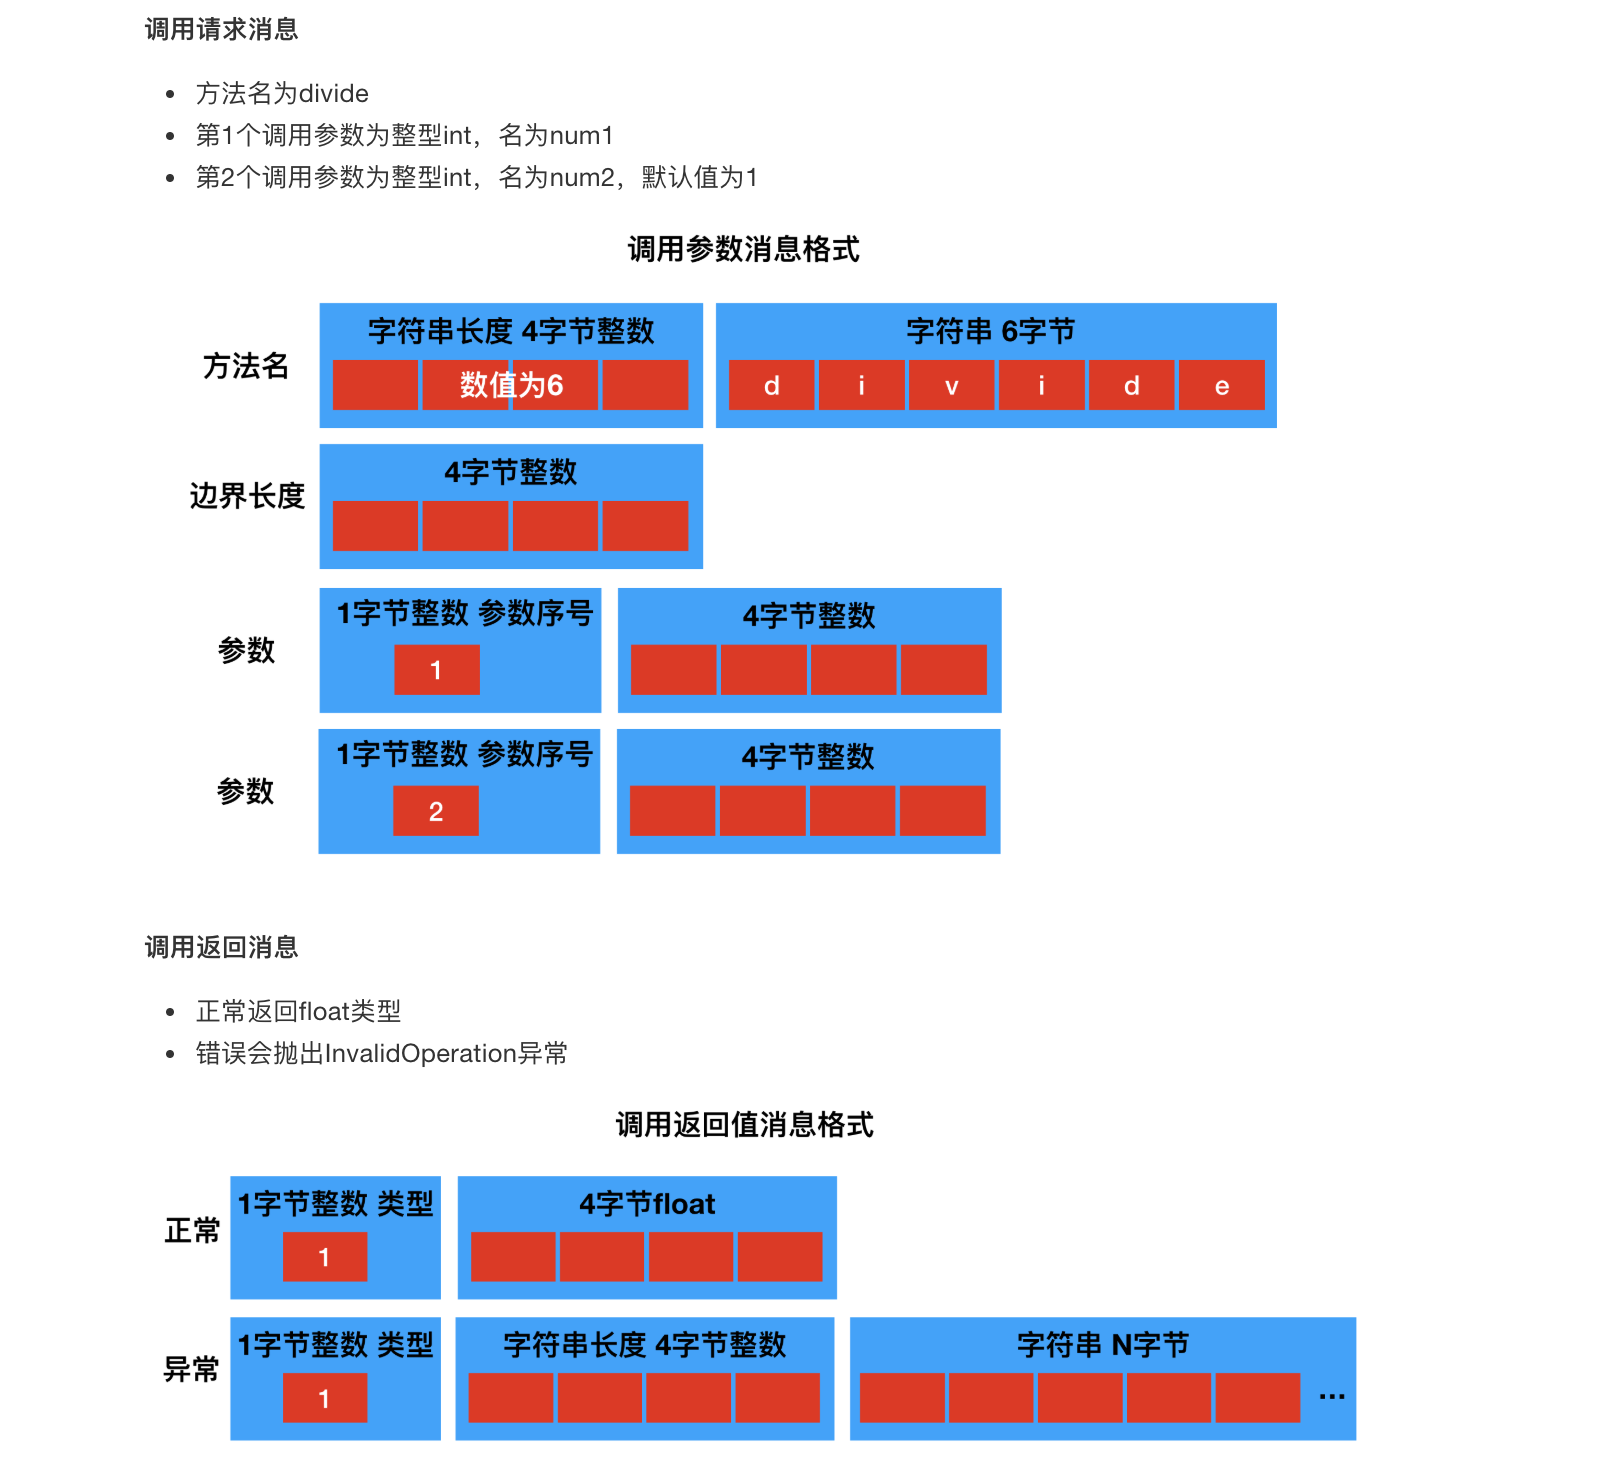 调用请求消息
方法名为divide
第1个调用参数为整型int，名为num1
第2个调用参数为整型int，名为num2，默认值为1
调用参数消息格式
方法名
字符串长度 4字节整数
数值为6
字符串 6字节
d i v i d e
边界长度
4字节整数
参数
1字节整数 参数序号
1
4字节整数
参数
1字节整数 参数序号
2
4字节整数
调用返回消息
正常返回float类型
错误会抛出InvalidOperation异常
调用返回值消息格式
正常
1字节整数 类型
1
4字节float
异常
1字节整数 类型
1
字符串长度 4字节整数
字符串 N字节
...